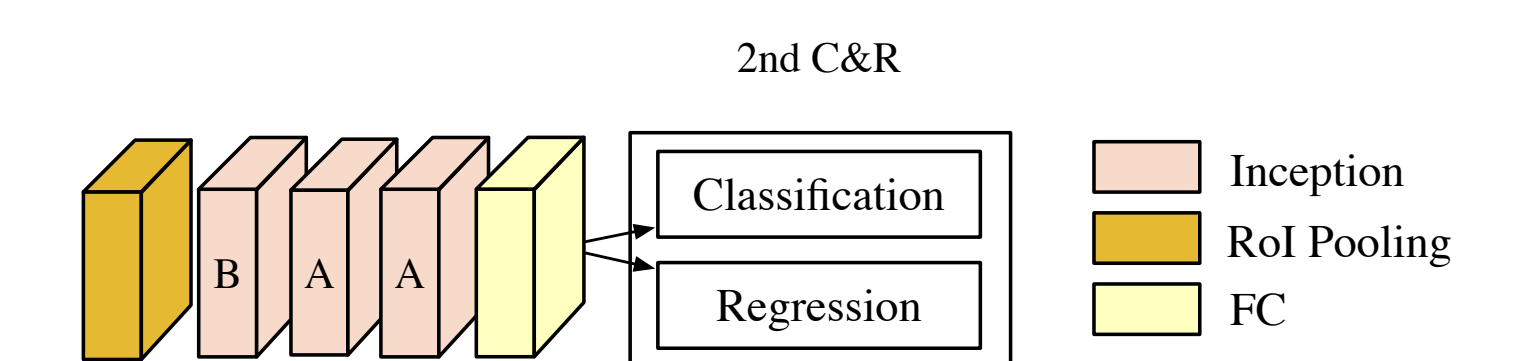 2nd C&R
B A A
Classification
Regression
Inception
RoI Pooling
FC